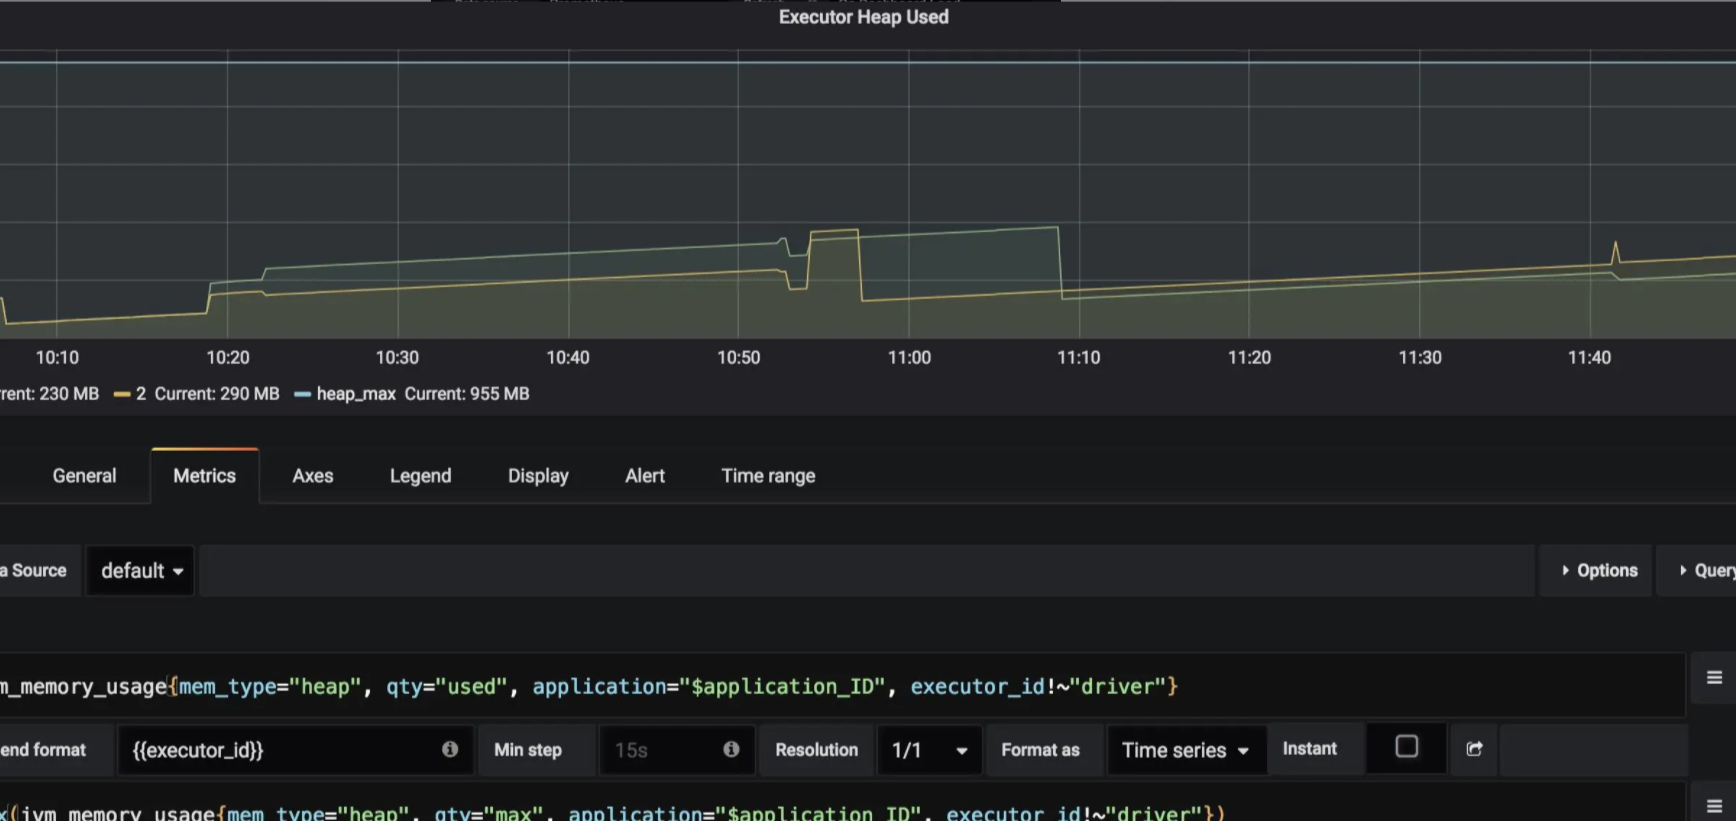 Executor Heap Used
10:10 10:20 10:30 10:40 10:50 11:00 11:10 11:20 11:30 11:40
rent: 230 MB 2 Current: 290 MB heap_max Current: 955 MB
General Metrics Axes Legend Display Alert Time range
a Source default Options Query
m_memory_usage{mem_type="heap", qty="used", application="$application_ID", executor_id!~"driver"}
end format {{executor_id}} Min step 15s Resolution 1/1 Format as Time series Instant
x(jvm_memory_usage{mem_type="heap", qty="max", application="$application_ID", executor_id!~"driver"})